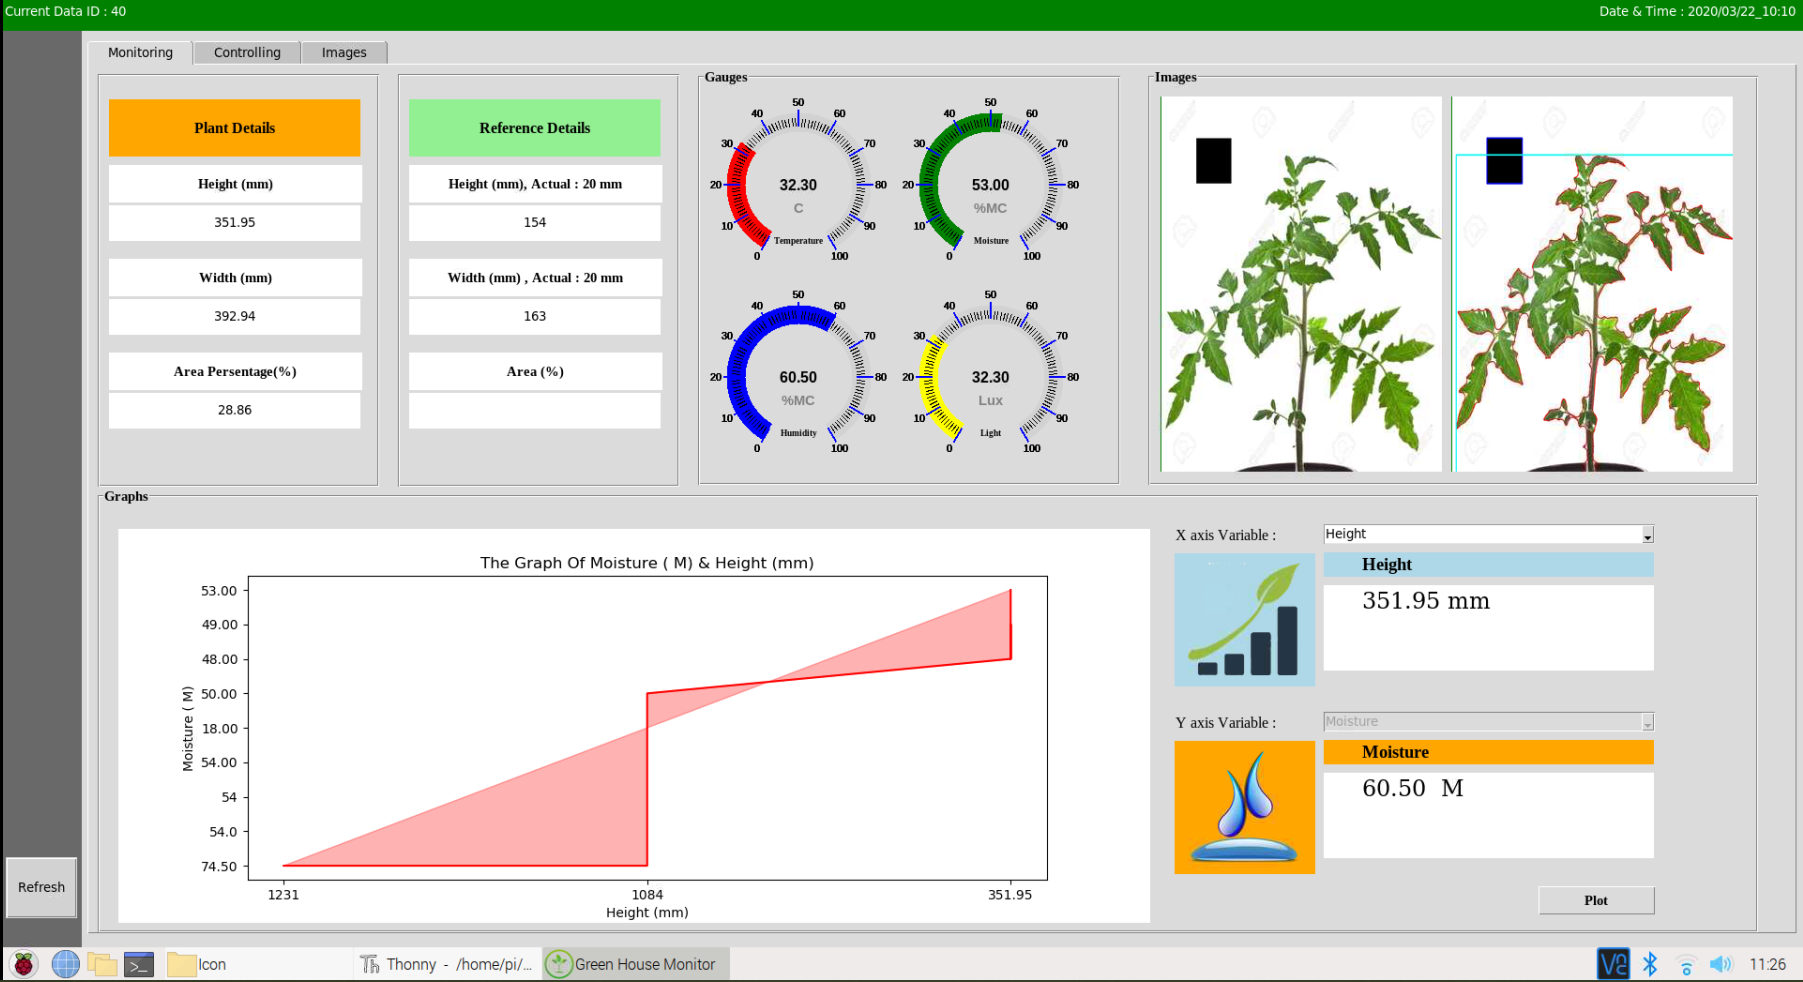 Current Data ID : 40
Date & Time : 2020/03/22_10:10
Monitoring
Controlling
Images
Plant Details
Height (mm)
351.95
Width (mm)
392.94
Area Persentage(%)
28.86
Reference Details
Height (mm), Actual : 20 mm
154
Width (mm) , Actual : 20 mm
163
Area (%)
Gauges
0
10
20
30
40
50
60
70
80
90
100
32.30
C
Temperature
0
10
20
30
40
50
60
70
80
90
100
53.00
%MC
Moisture
0
10
20
30
40
50
60
70
80
90
100
60.50
%MC
Humidity
0
10
20
30
40
50
60
70
80
90
100
32.30
Lux
Light
Images
Graphs
The Graph Of Moisture ( M) & Height (mm)
Moisture ( M)
53.00
49.00
48.00
50.00
18.00
54.00
54
54.0
74.50
1231
1084
351.95
Height (mm)
X axis Variable :
Height
Height
351.95 mm
Y axis Variable :
Moisture
Moisture
60.50 M
Plot
Refresh
Icon
Thonny - /home/pi/...
Green House Monitor
11:26